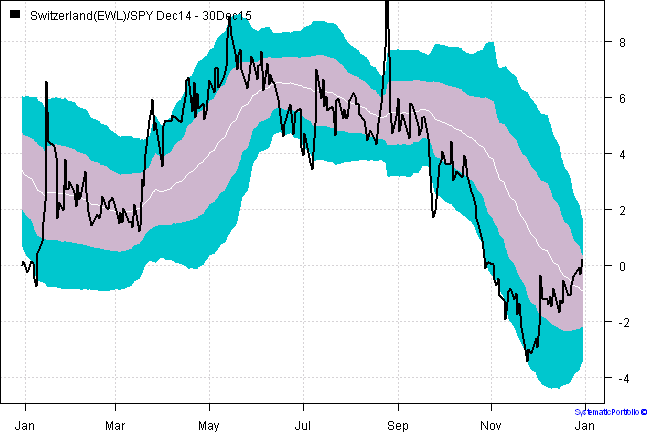 Switzerland(EWL)/SPY Dec14 - 30Dec15
8
6
4
2
0
-2
-4
Jan Mar May Jul Sep Nov Jan
SystematicPortfolio ©